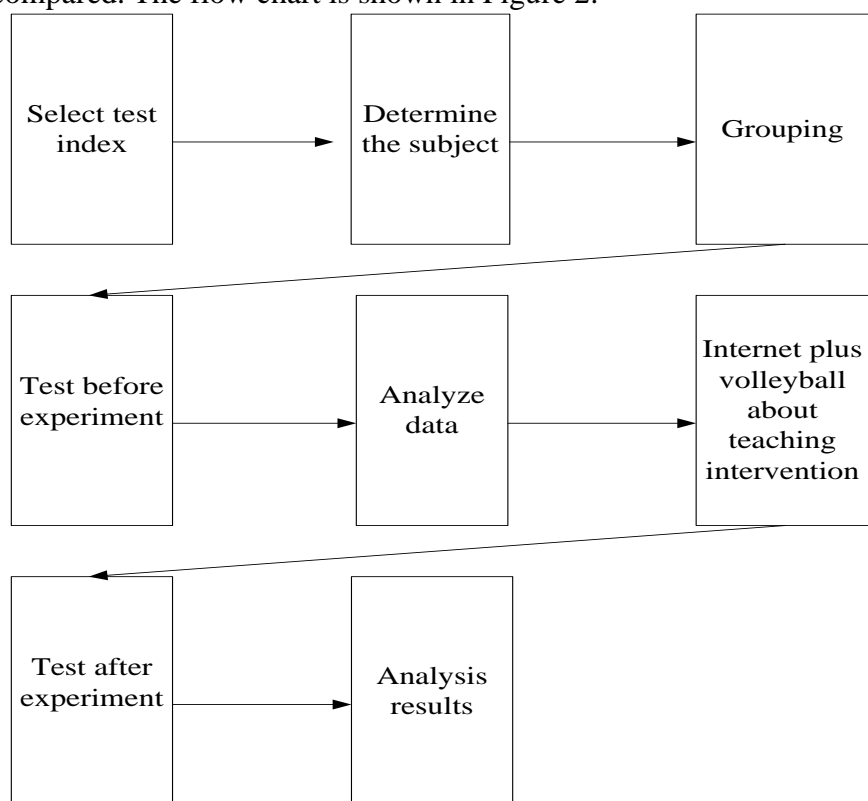 compared. The flow chart is shown in Figure 2.
Select test
index
Determine
the subject
Grouping
Test before
experiment
Analyze
data
Internet plus
volleyball
about
teaching
intervention
Test after
experiment
Analysis
results